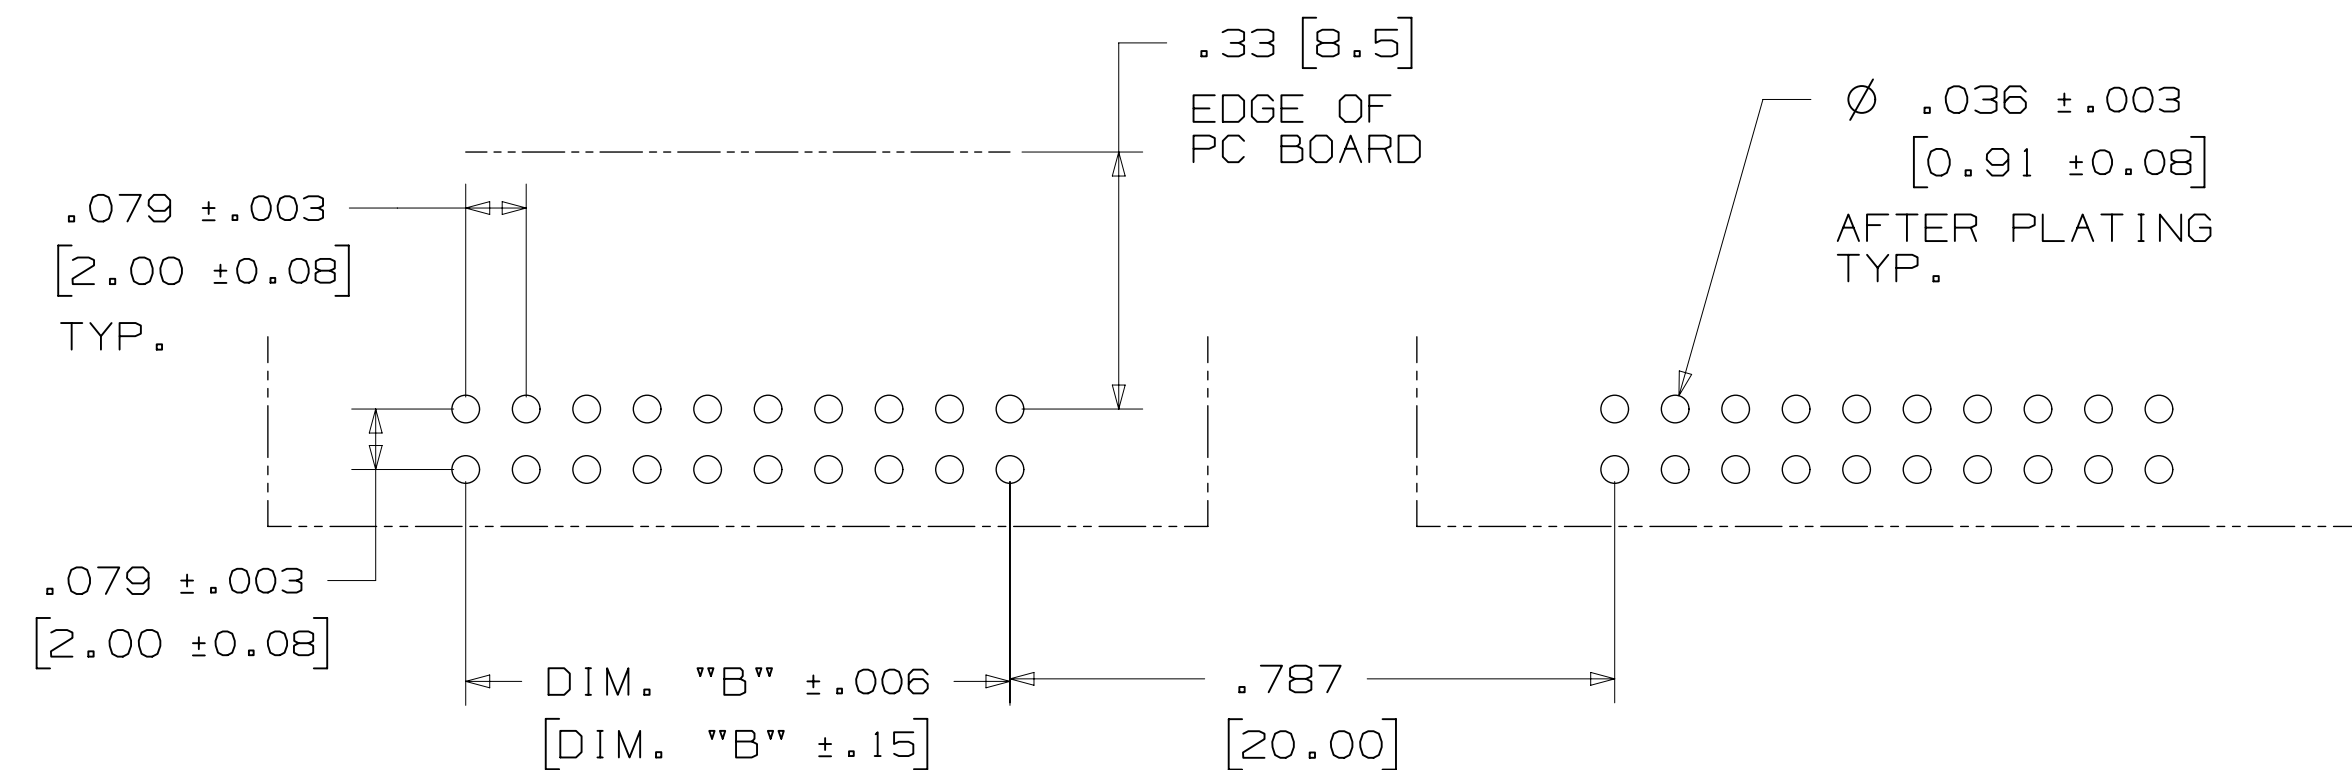 .33 [8.5]
EDGE OF
PC BOARD
Ø .036 ±.003
[0.91 ±0.08]
AFTER PLATING
TYP.
.079 ±.003
[2.00 ±0.08]
TYP.
.079 ±.003
[2.00 ±0.08]
DIM. "B" ±.006
[DIM. "B" ±.15]
.787
[20.00]